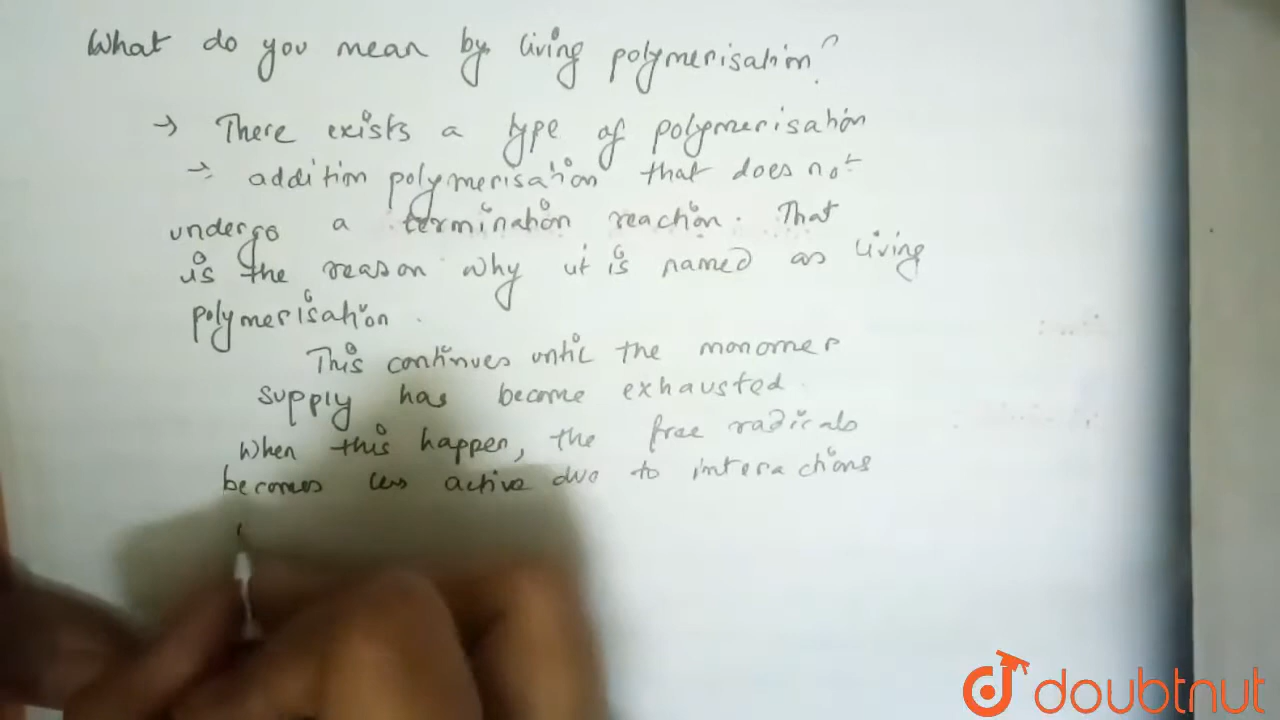 What do you mean by living polymerisation?
→ There exists a type of polymerisation
→ addition polymerisation that does not
undergo a termination reaction. That
is the reason why it is named as living
polymerisation.
This continues until the monomer
supply has become exhausted.
When this happen, the free radicals
becomes less active due to interactions
doubtnut